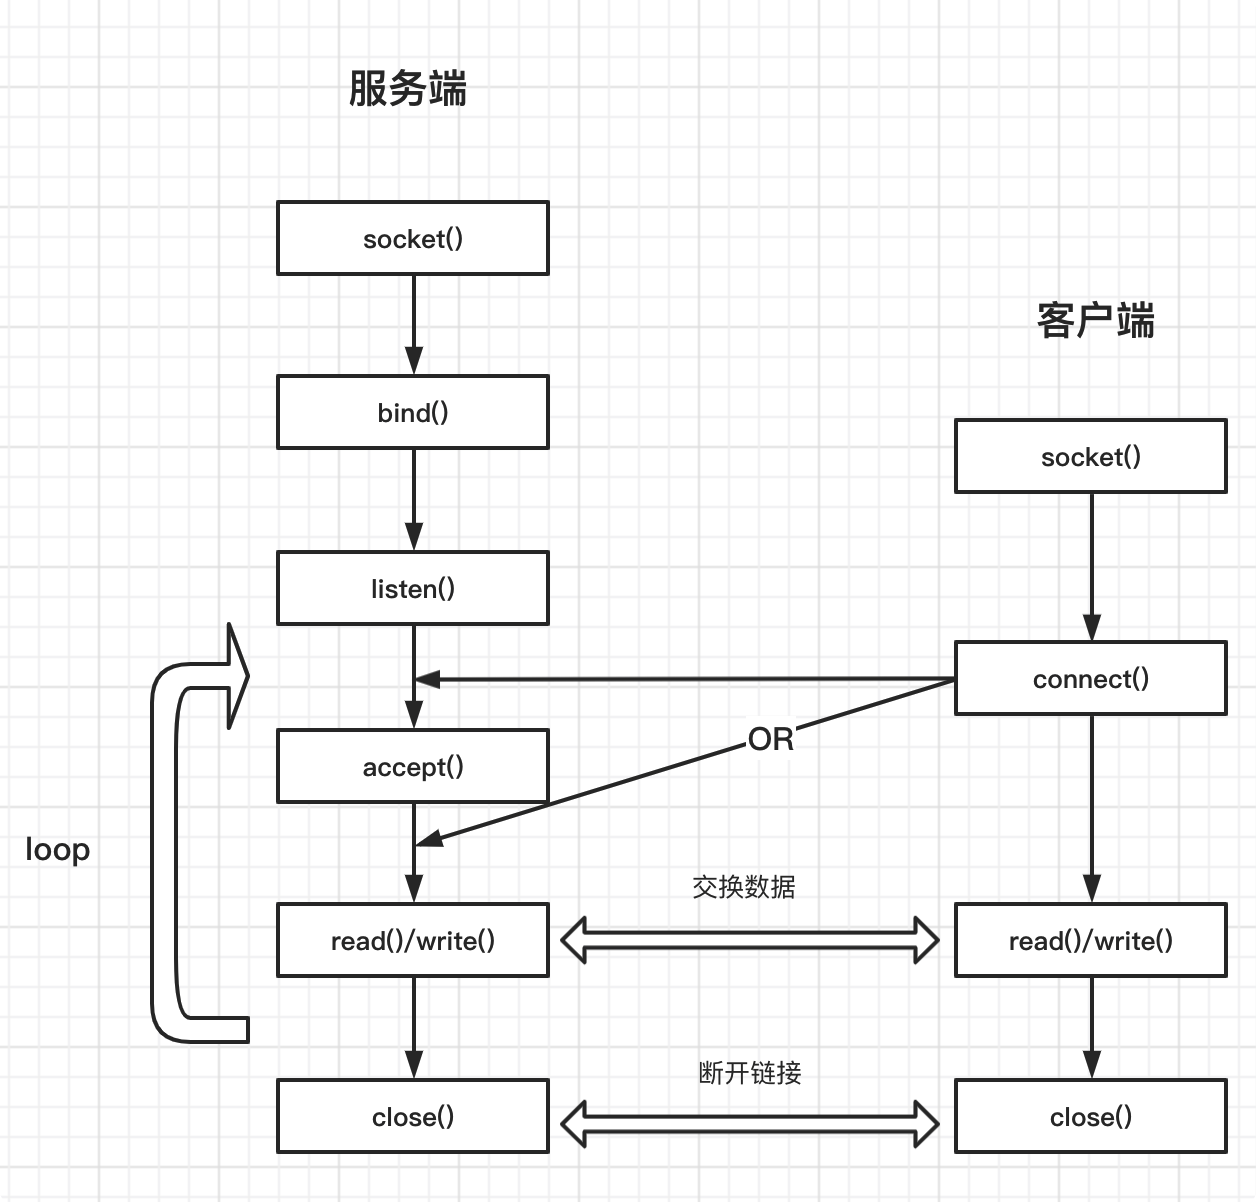 服务端
socket()
bind()
listen()
accept()
read()/write()
close()
loop
客户端
socket()
connect()
read()/write()
close()
OR
交换数据
断开链接